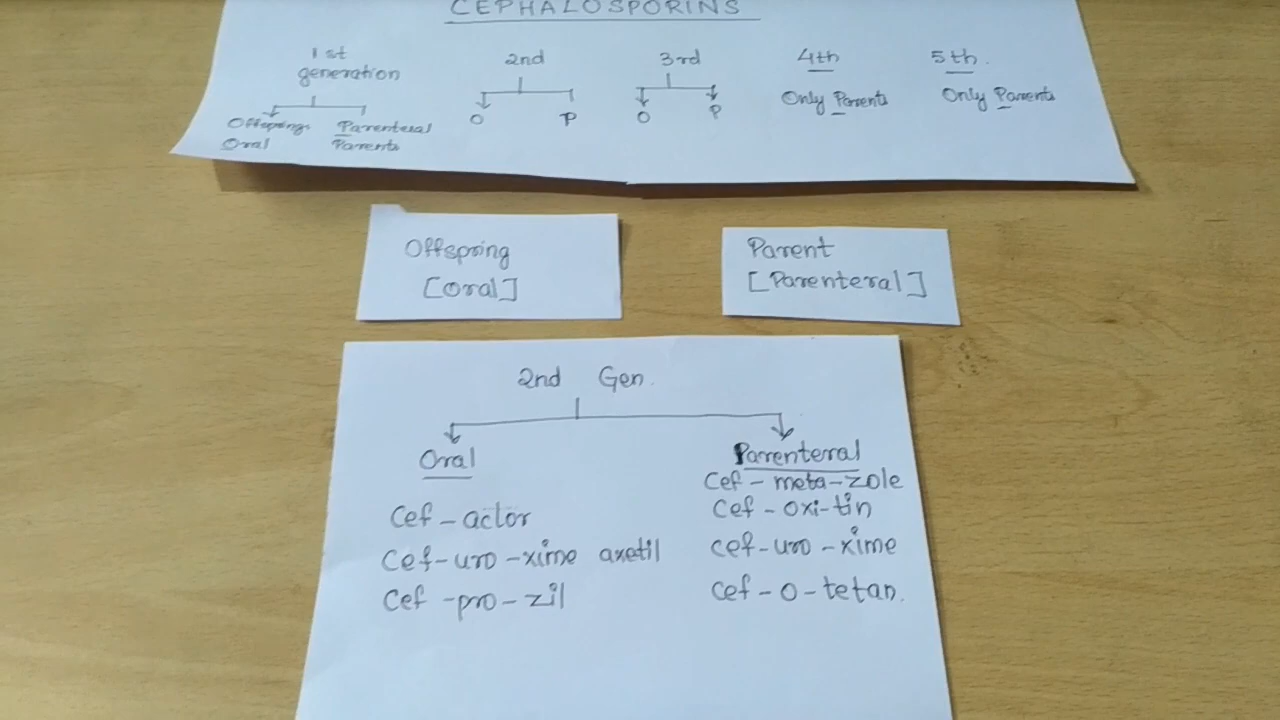 CEPHALOSPORINS
1st generation
2nd
3rd
4th
5th.
Offsprings Oral
Parenteral Parents
O
P
O
P
Only Parents
Only Parents
Offspring
[Oral]
Parent
[Parenteral]
2nd Gen.
Oral
Parenteral
Cef-actor
Cef-uro-xime axetil
Cef-pro-zil
Cef-meta-zole
Cef-oxi-tin
Cef-uro-xime
Cef-o-tetan.